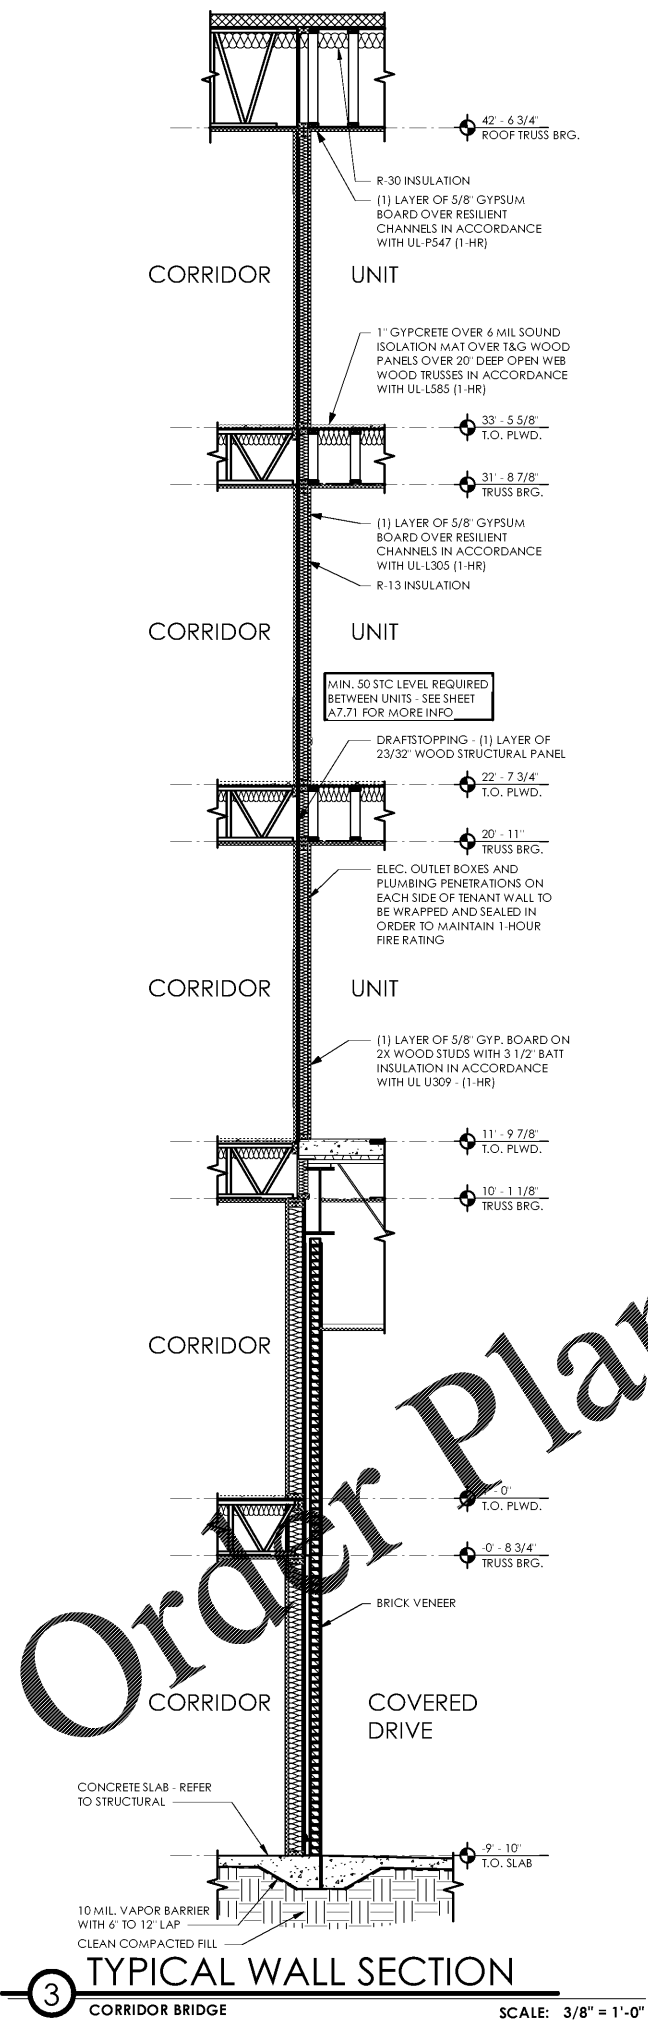 42' - 6 3/4"
ROOF TRUSS BRG.
R-30 INSULATION
(1) LAYER OF 5/8" GYPSUM
BOARD OVER RESILIENT
CHANNELS IN ACCORDANCE
WITH UL-P547 (1-HR)
CORRIDOR
UNIT
1" GYPCRETE OVER 6 MIL SOUND
ISOLATION MAT OVER T&G WOOD
PANELS OVER 20" DEEP OPEN WEB
WOOD TRUSSES IN ACCORDANCE
WITH UL-L585 (1-HR)
33' - 5 5/8"
T.O. PLWD.
31' - 8 7/8"
TRUSS BRG.
(1) LAYER OF 5/8" GYPSUM
BOARD OVER RESILIENT
CHANNELS IN ACCORDANCE
WITH UL-L305 (1-HR)
R-13 INSULATION
CORRIDOR
UNIT
MIN. 50 STC LEVEL REQUIRED
BETWEEN UNITS - SEE SHEET
A7.71 FOR MORE INFO
DRAFTSTOPPING - (1) LAYER OF
23/32" WOOD STRUCTURAL PANEL
22' - 7 3/4"
T.O. PLWD.
20' - 11"
TRUSS BRG.
ELEC. OUTLET BOXES AND
PLUMBING PENETRATIONS ON
EACH SIDE OF TENANT WALL TO
BE WRAPPED AND SEALED IN
ORDER TO MAINTAIN 1-HOUR
FIRE RATING
CORRIDOR
UNIT
(1) LAYER OF 5/8" GYP. BOARD ON
2X WOOD STUDS WITH 3 1/2" BATT
INSULATION IN ACCORDANCE
WITH UL U309 - (1-HR)
11' - 9 7/8"
T.O. PLWD.
10' - 1 1/8"
TRUSS BRG.
CORRIDOR
Order Plan
- 0"
T.O. PLWD.
-0' - 8 3/4"
TRUSS BRG.
BRICK VENEER
CORRIDOR
COVERED
DRIVE
CONCRETE SLAB - REFER
TO STRUCTURAL
-9' - 10"
T.O. SLAB
10 MIL. VAPOR BARRIER
WITH 6" TO 12" LAP
CLEAN COMPACTED FILL
3
TYPICAL WALL SECTION
CORRIDOR BRIDGE
SCALE: 3/8" = 1'-0"